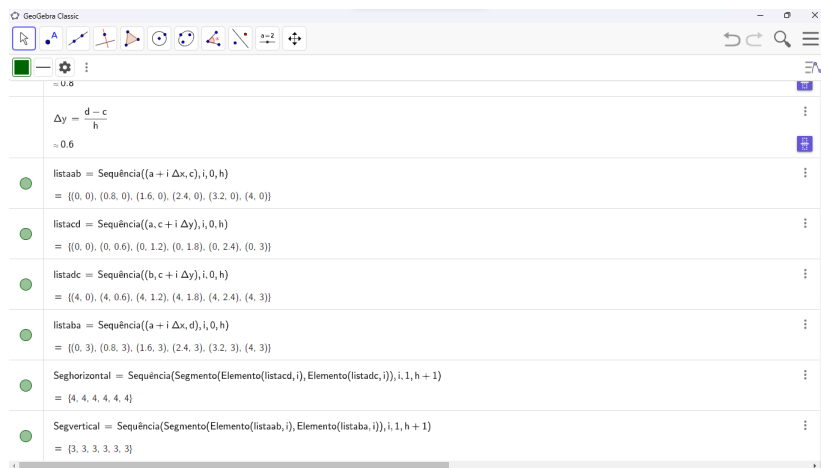 GeoGebra Classic
A
a=2
≈ 0.8
Δy = d − c / h
≈ 0.6
listaab = Sequência((a + i Δx, c), i, 0, h)
= {(0, 0), (0.8, 0), (1.6, 0), (2.4, 0), (3.2, 0), (4, 0)}
listacd = Sequência((a, c + i Δy), i, 0, h)
= {(0, 0), (0, 0.6), (0, 1.2), (0, 1.8), (0, 2.4), (0, 3)}
listadc = Sequência((b, c + i Δy), i, 0, h)
= {(4, 0), (4, 0.6), (4, 1.2), (4, 1.8), (4, 2.4), (4, 3)}
listaba = Sequência((a + i Δx, d), i, 0, h)
= {(0, 3), (0.8, 3), (1.6, 3), (2.4, 3), (3.2, 3), (4, 3)}
Seghorizontal = Sequência(Segmento(Elemento(listacd, i), Elemento(listadc, i)), i, 1, h + 1)
= {4, 4, 4, 4, 4, 4}
Segvertical = Sequência(Segmento(Elemento(listaab, i), Elemento(listaba, i)), i, 1, h + 1)
= {3, 3, 3, 3, 3, 3}